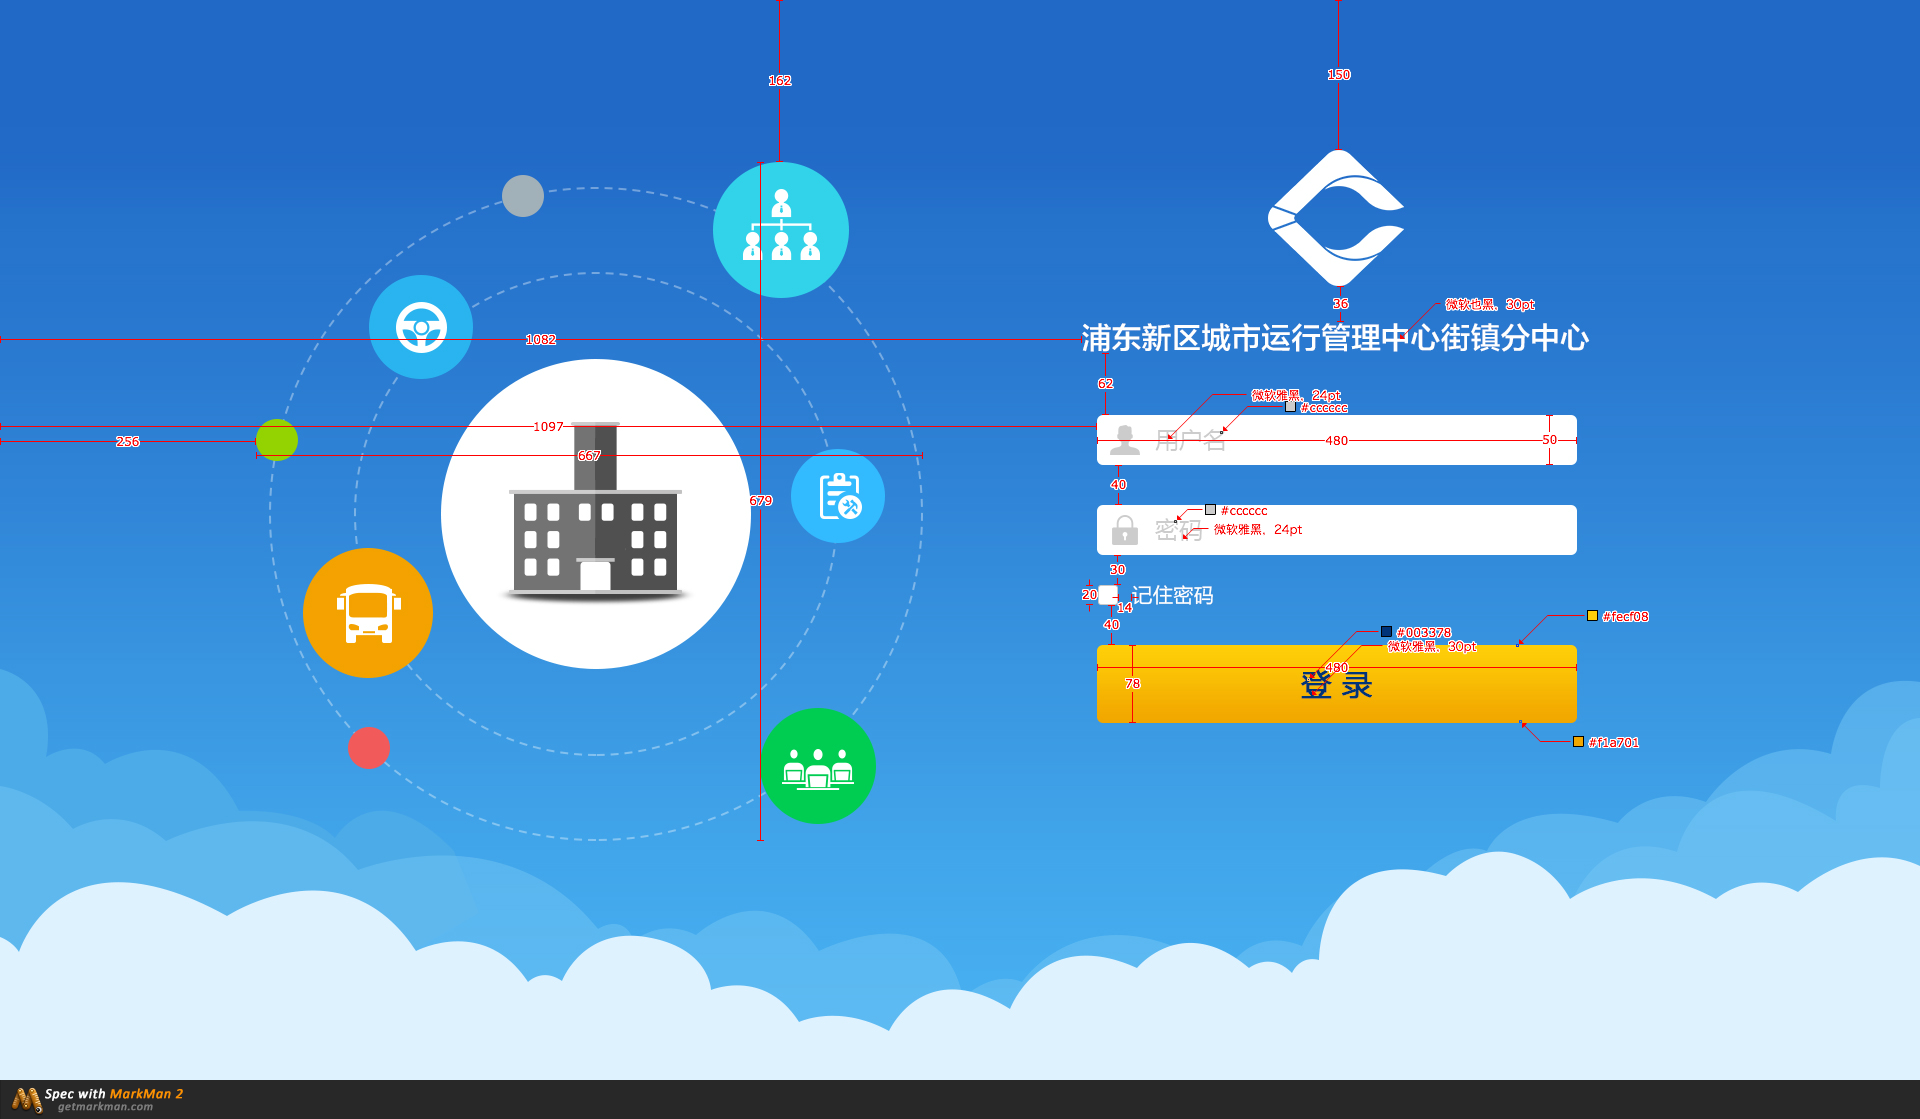 162
150
36
微软也黑，30pt
浦东新区城市运行管理中心街镇分中心
1082
62
微软雅黑，24pt
#cccccc
1097
256
667
用户名
480
50
679
40
#cccccc
密码
微软雅黑，24pt
30
20
记住密码
14
40
#fecf08
#003378
微软雅黑，30pt
480
78
登 录
#f1a701
Spec with MarkMan 2
getmarkman.com